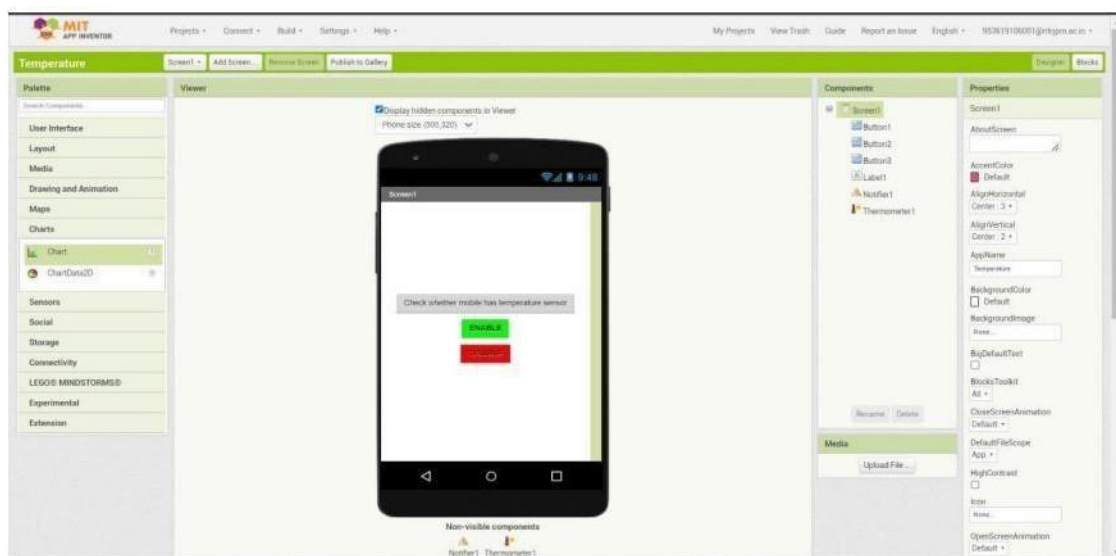 MIT
APP INVENTOR
Projects Connect Build Settings Help
My Projects View Trash Guide Report an Issue English
Temperature
Screen1 Add Screen... Remove Screen Publish to Gallery
Designer Blocks
Palette
Search Components...
User Interface
Layout
Media
Drawing and Animation
Maps
Charts
Chart
ChartData2D
Sensors
Social
Storage
Connectivity
LEGO® MINDSTORMS®
Experimental
Extension
Viewer
Display hidden components in Viewer
Phone size (505,320)
9:48
Screen1
Check whether mobile has temperature sensor
ENABLE
Non-visible components
Notifier1 Thermometer1
Components
Screen1
Button1
Button2
Button3
Label1
Notifier1
Thermometer1
Rename Delete
Media
Upload File ...
Properties
Screen1
AboutScreen
AccentColor
Default
AlignHorizontal
Center : 3
AlignVertical
Center : 2
AppName
Temperature
BackgroundColor
Default
BackgroundImage
None...
BigDefaultText
BlocksToolkit
All
CloseScreenAnimation
Default
DefaultFileScope
App
HighContrast
Icon
None...
OpenScreenAnimation
Default